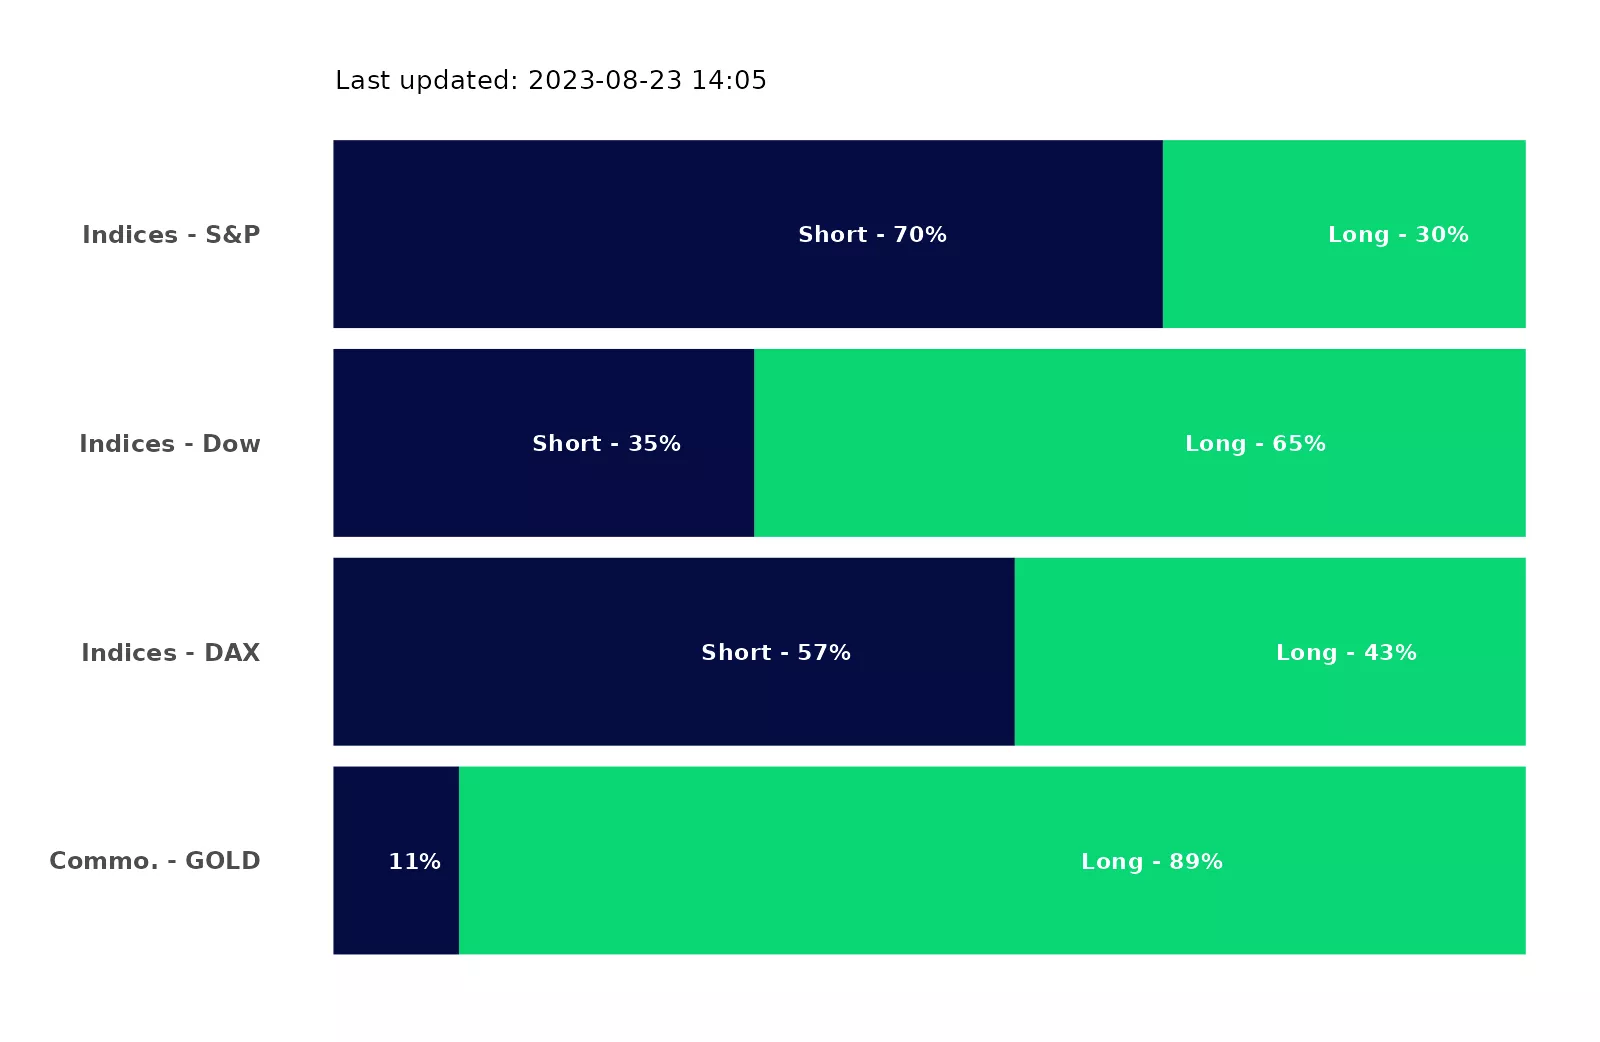 Last updated: 2023-08-23 14:05
Indices - S&P Short - 70% Long - 30%
Indices - Dow Short - 35% Long - 65%
Indices - DAX Short - 57% Long - 43%
Commo. - GOLD 11% Long - 89%